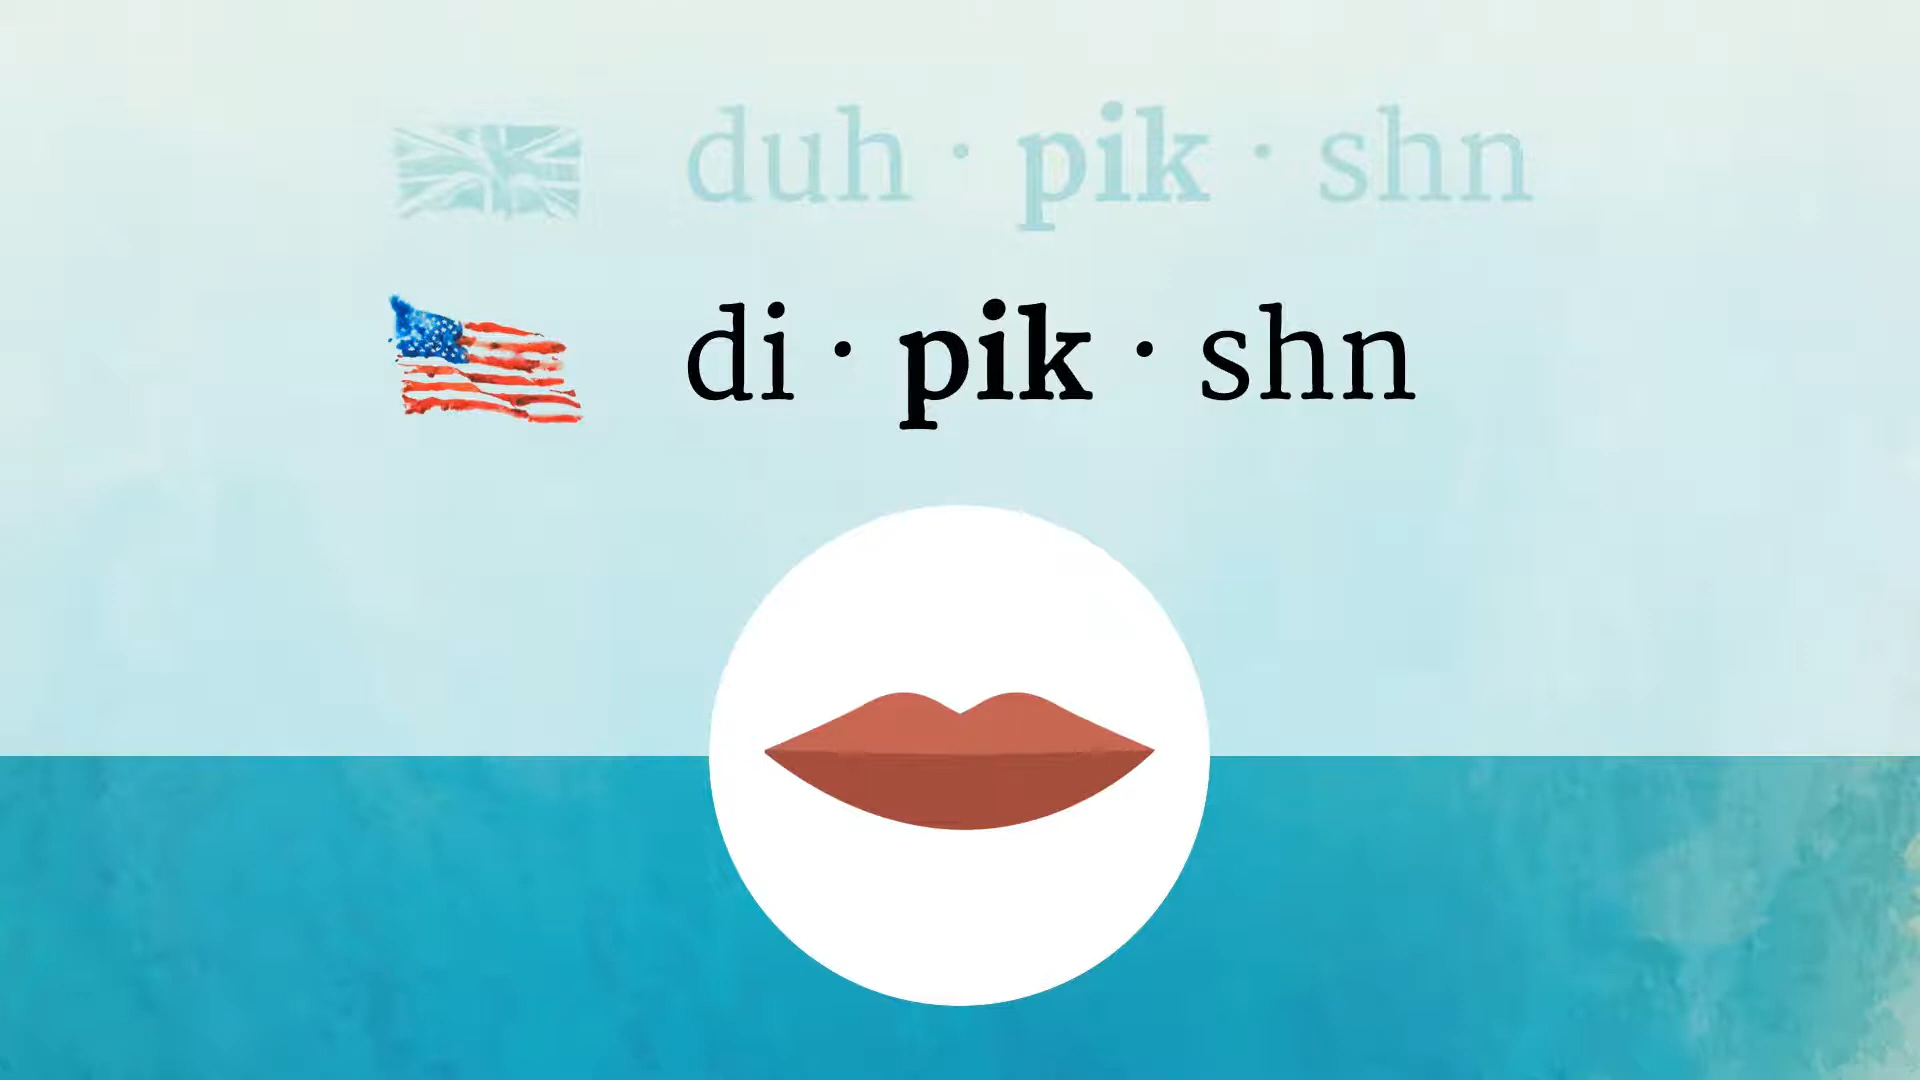 duh · pik · shn
di · pik · shn